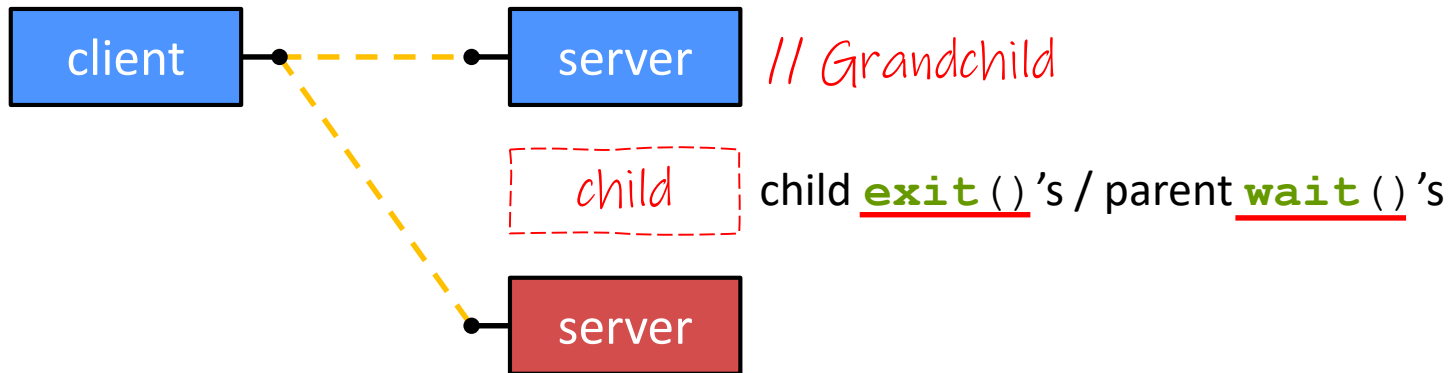 client server // Grandchild
child child exit()'s / parent wait()'s
server